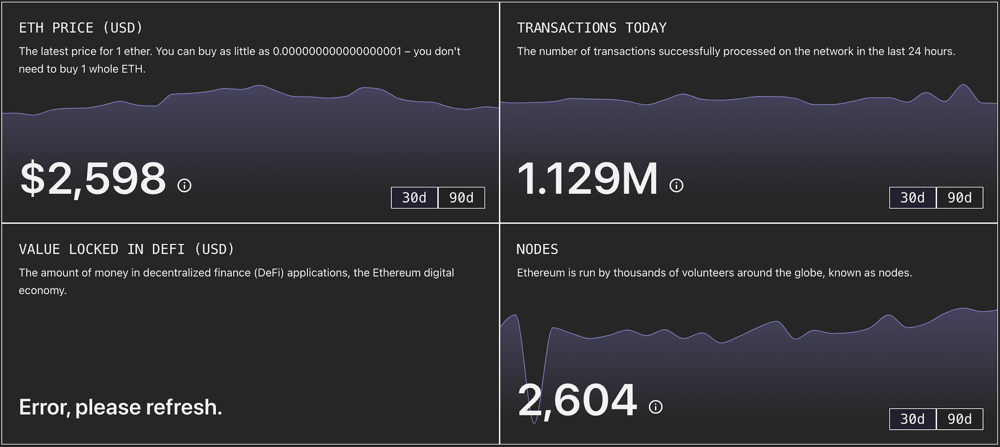 ETH PRICE (USD)
The latest price for 1 ether. You can buy as little as 0.000000000000000001 – you don't
need to buy 1 whole ETH.
$2,598
30d 90d
TRANSACTIONS TODAY
The number of transactions successfully processed on the network in the last 24 hours.
1.129M
30d 90d
VALUE LOCKED IN DEFI (USD)
The amount of money in decentralized finance (DeFi) applications, the Ethereum digital
economy.
Error, please refresh.
NODES
Ethereum is run by thousands of volunteers around the globe, known as nodes.
2,604
30d 90d